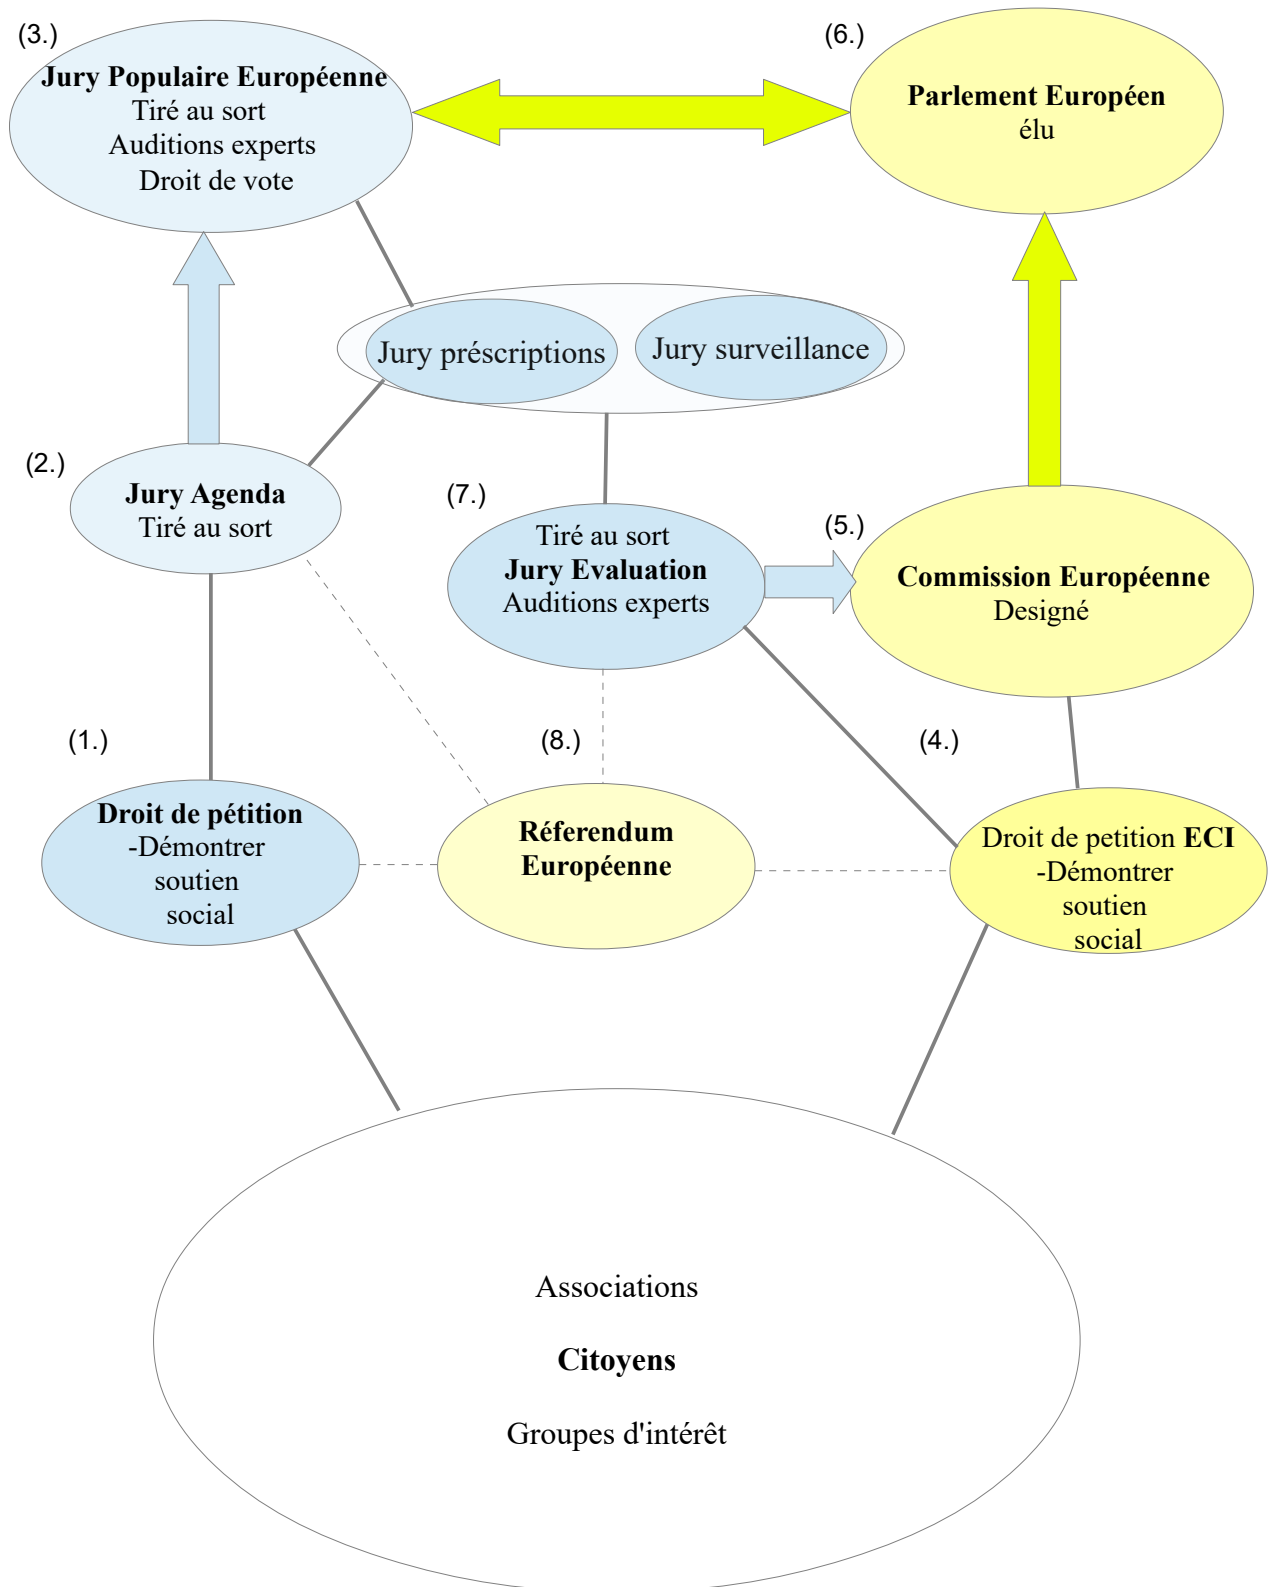 (3.)
Jury Populaire Européenne
Tiré au sort
Auditions experts
Droit de vote
(6.)
Parlement Européen
élu
Jury préscriptions
Jury surveillance
(2.)
Jury Agenda
Tiré au sort
(7.)
Tiré au sort
Jury Evaluation
Auditions experts
(5.)
Commission Européenne
Designé
(1.)
Droit de pétition
-Démontrer
soutien
social
(8.)
Réferendum
Européenne
(4.)
Droit de petition ECI
-Démontrer
soutien
social
Associations
Citoyens
Groupes d'intérêt